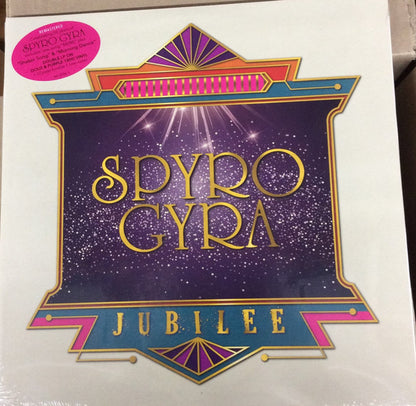 SPYRO GYRA
"Shaker Song" & "Morning Dance"
SPYRO
GYRA
JUBILEE